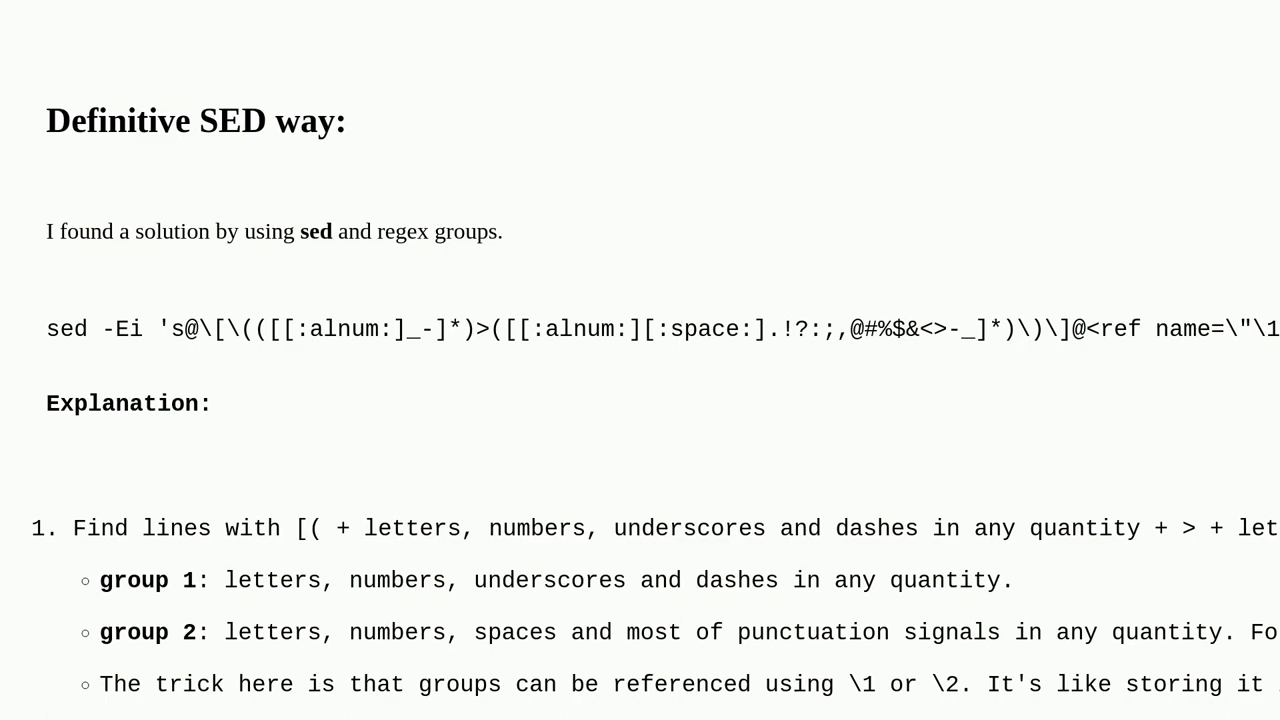 Definitive SED way:
I found a solution by using sed and regex groups.
sed -Ei 's@\[\(([[:alnum:]_-]*)>([[:alnum:][:space:].!?:;,@#%$&<>-_]*)\)\]@<ref name=\"\1
Explanation:
1. Find lines with [( + letters, numbers, underscores and dashes in any quantity + > + let
○ group 1: letters, numbers, underscores and dashes in any quantity.
○ group 2: letters, numbers, spaces and most of punctuation signals in any quantity. Fo
○ The trick here is that groups can be referenced using \1 or \2. It's like storing it